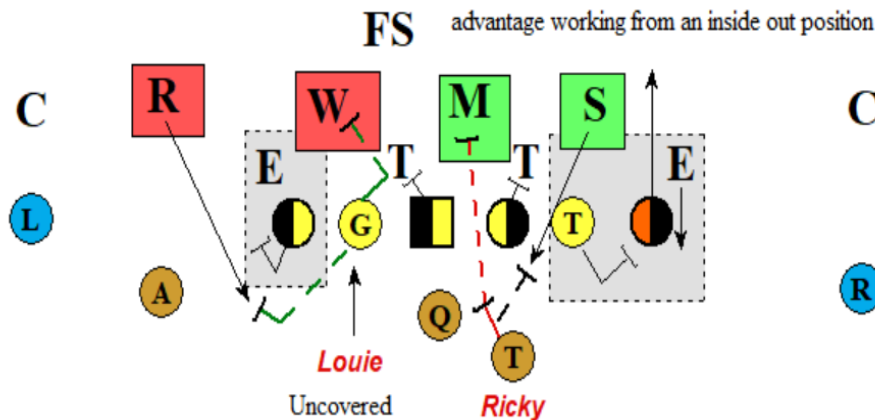 FS advantage working from an inside out position
C R W M S C
E T T E
L G T
A Q R
T
Louie
Uncovered Ricky